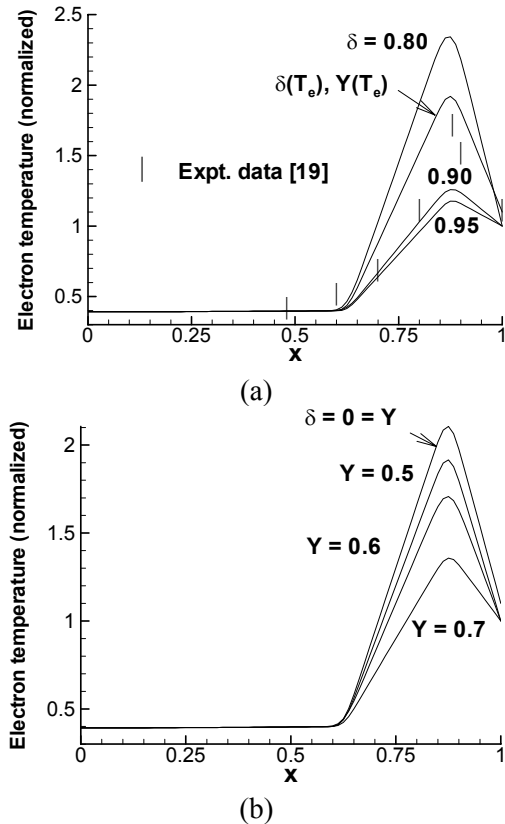 2.5
2
1.5
1
0.5
Electron temperature (normalized)
δ = 0.80
δ(Tₑ), Y(Tₑ)
Expt. data [19]
0.90
0.95
0 0.25 0.5 0.75 1
x
(a)
2
1.5
1
0.5
Electron temperature (normalized)
δ = 0 = Y
Y = 0.5
Y = 0.6
Y = 0.7
0 0.25 0.5 0.75 1
x
(b)